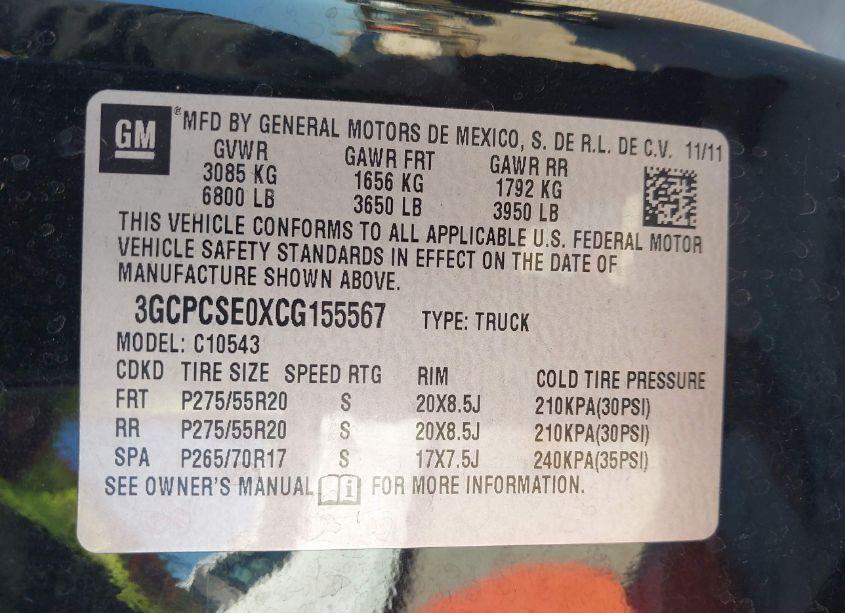 GM ® MFD BY GENERAL MOTORS DE MEXICO, S. DE R.L. DE C.V. 11/11
GVWR GAWR FRT GAWR RR
3085 KG 1656 KG 1792 KG
6800 LB 3650 LB 3950 LB
THIS VEHICLE CONFORMS TO ALL APPLICABLE U.S. FEDERAL MOTOR
VEHICLE SAFETY STANDARDS IN EFFECT ON THE DATE OF
MANUFACTURE SHOWN ABOVE.
3GCPCSE0XCG155567 TYPE: TRUCK
MODEL: C10543
CDKD TIRE SIZE SPEED RTG RIM COLD TIRE PRESSURE
FRT P275/55R20 S 20X8.5J 210KPA(30PSI)
RR P275/55R20 S 20X8.5J 210KPA(30PSI)
SPA P265/70R17 S 17X7.5J 240KPA(35PSI)
SEE OWNER'S MANUAL FOR MORE INFORMATION.